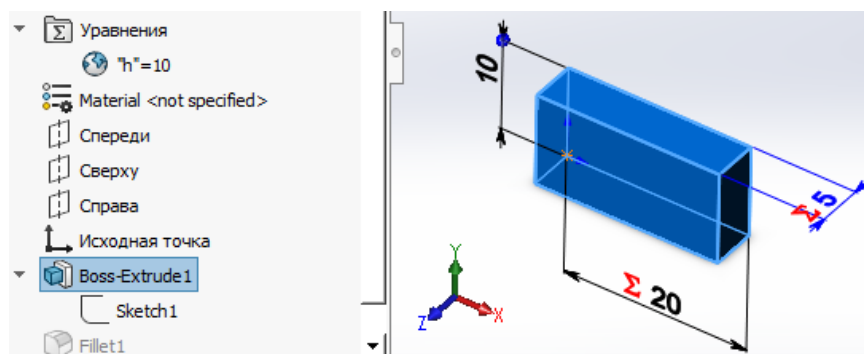 Уравнения
"h"=10
Material <not specified>
Спереди
Сверху
Справа
Исходная точка
Boss-Extrude1
Sketch1
Fillet1
10
Σ 5
Σ 20
Y
Z
X